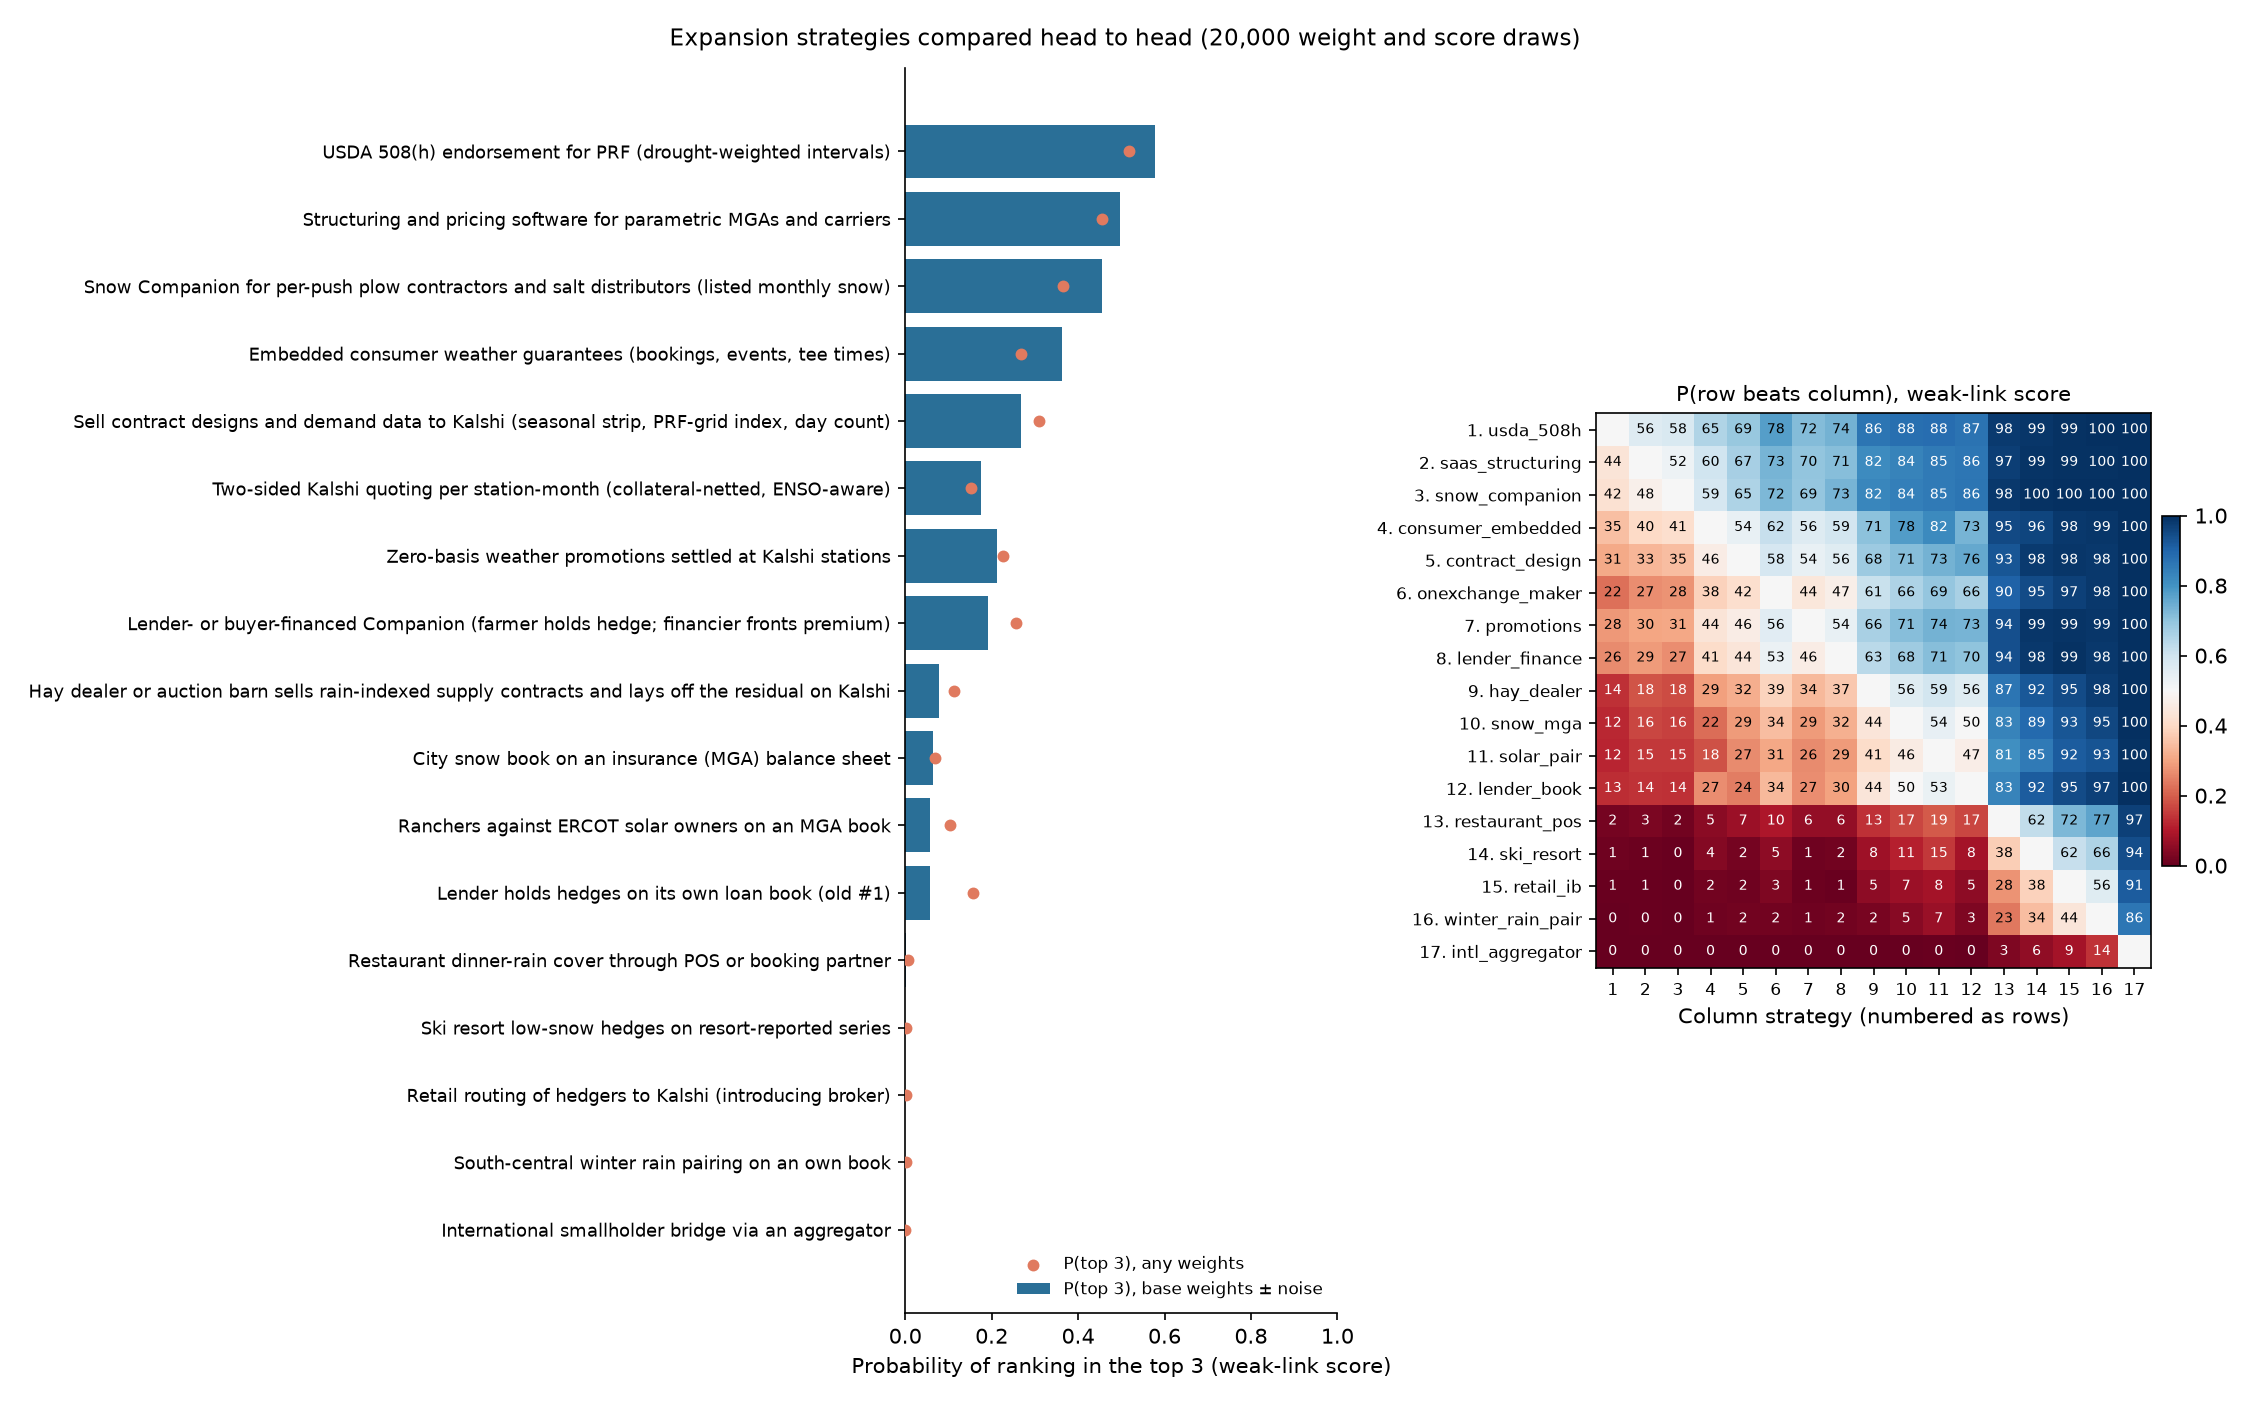 Expansion strategies compared head to head (20,000 weight and score draws)
USDA 508(h) endorsement for PRF (drought-weighted intervals)
Structuring and pricing software for parametric MGAs and carriers
Snow Companion for per-push plow contractors and salt distributors (listed monthly snow)
Embedded consumer weather guarantees (bookings, events, tee times)
Sell contract designs and demand data to Kalshi (seasonal strip, PRF-grid index, day count)
Two-sided Kalshi quoting per station-month (collateral-netted, ENSO-aware)
Zero-basis weather promotions settled at Kalshi stations
Lender- or buyer-financed Companion (farmer holds hedge; financier fronts premium)
Hay dealer or auction barn sells rain-indexed supply contracts and lays off the residual on Kalshi
City snow book on an insurance (MGA) balance sheet
Ranchers against ERCOT solar owners on an MGA book
Lender holds hedges on its own loan book (old #1)
Restaurant dinner-rain cover through POS or booking partner
Ski resort low-snow hedges on resort-reported series
Retail routing of hedgers to Kalshi (introducing broker)
South-central winter rain pairing on an own book
International smallholder bridge via an aggregator
P(top 3), any weights
P(top 3), base weights ± noise
0.0 0.2 0.4 0.6 0.8 1.0
Probability of ranking in the top 3 (weak-link score)
P(row beats column), weak-link score
1. usda_508h 56 58 65 69 78 72 74 86 88 88 87 98 99 99 100 100
2. saas_structuring 44 52 60 67 73 70 71 82 84 85 86 97 99 99 100 100
3. snow_companion 42 48 59 65 72 69 73 82 84 85 86 98 100 100 100 100
4. consumer_embedded 35 40 41 54 62 56 59 71 78 82 73 95 96 98 99 100
5. contract_design 31 33 35 46 58 54 56 68 71 73 76 93 98 98 98 100
6. onexchange_maker 22 27 28 38 42 44 47 61 66 69 66 90 95 97 98 100
7. promotions 28 30 31 44 46 56 54 66 71 74 73 94 99 99 99 100
8. lender_finance 26 29 27 41 44 53 46 63 68 71 70 94 98 99 98 100
9. hay_dealer 14 18 18 29 32 39 34 37 56 59 56 87 92 95 98 100
10. snow_mga 12 16 16 22 29 34 29 32 44 54 50 83 89 93 95 100
11. solar_pair 12 15 15 18 27 31 26 29 41 46 47 81 85 92 93 100
12. lender_book 13 14 14 27 24 34 27 30 44 50 53 83 92 95 97 100
13. restaurant_pos 2 3 2 5 7 10 6 6 13 17 19 17 62 72 77 97
14. ski_resort 1 1 0 4 2 5 1 2 8 11 15 8 38 62 66 94
15. retail_ib 1 1 0 2 2 3 1 1 5 7 8 5 28 38 56 91
16. winter_rain_pair 0 0 0 1 2 2 1 2 2 5 7 3 23 34 44 86
17. intl_aggregator 0 0 0 0 0 0 0 0 0 0 0 0 3 6 9 14
1 2 3 4 5 6 7 8 9 10 11 12 13 14 15 16 17
Column strategy (numbered as rows)
1.0
0.8
0.6
0.4
0.2
0.0